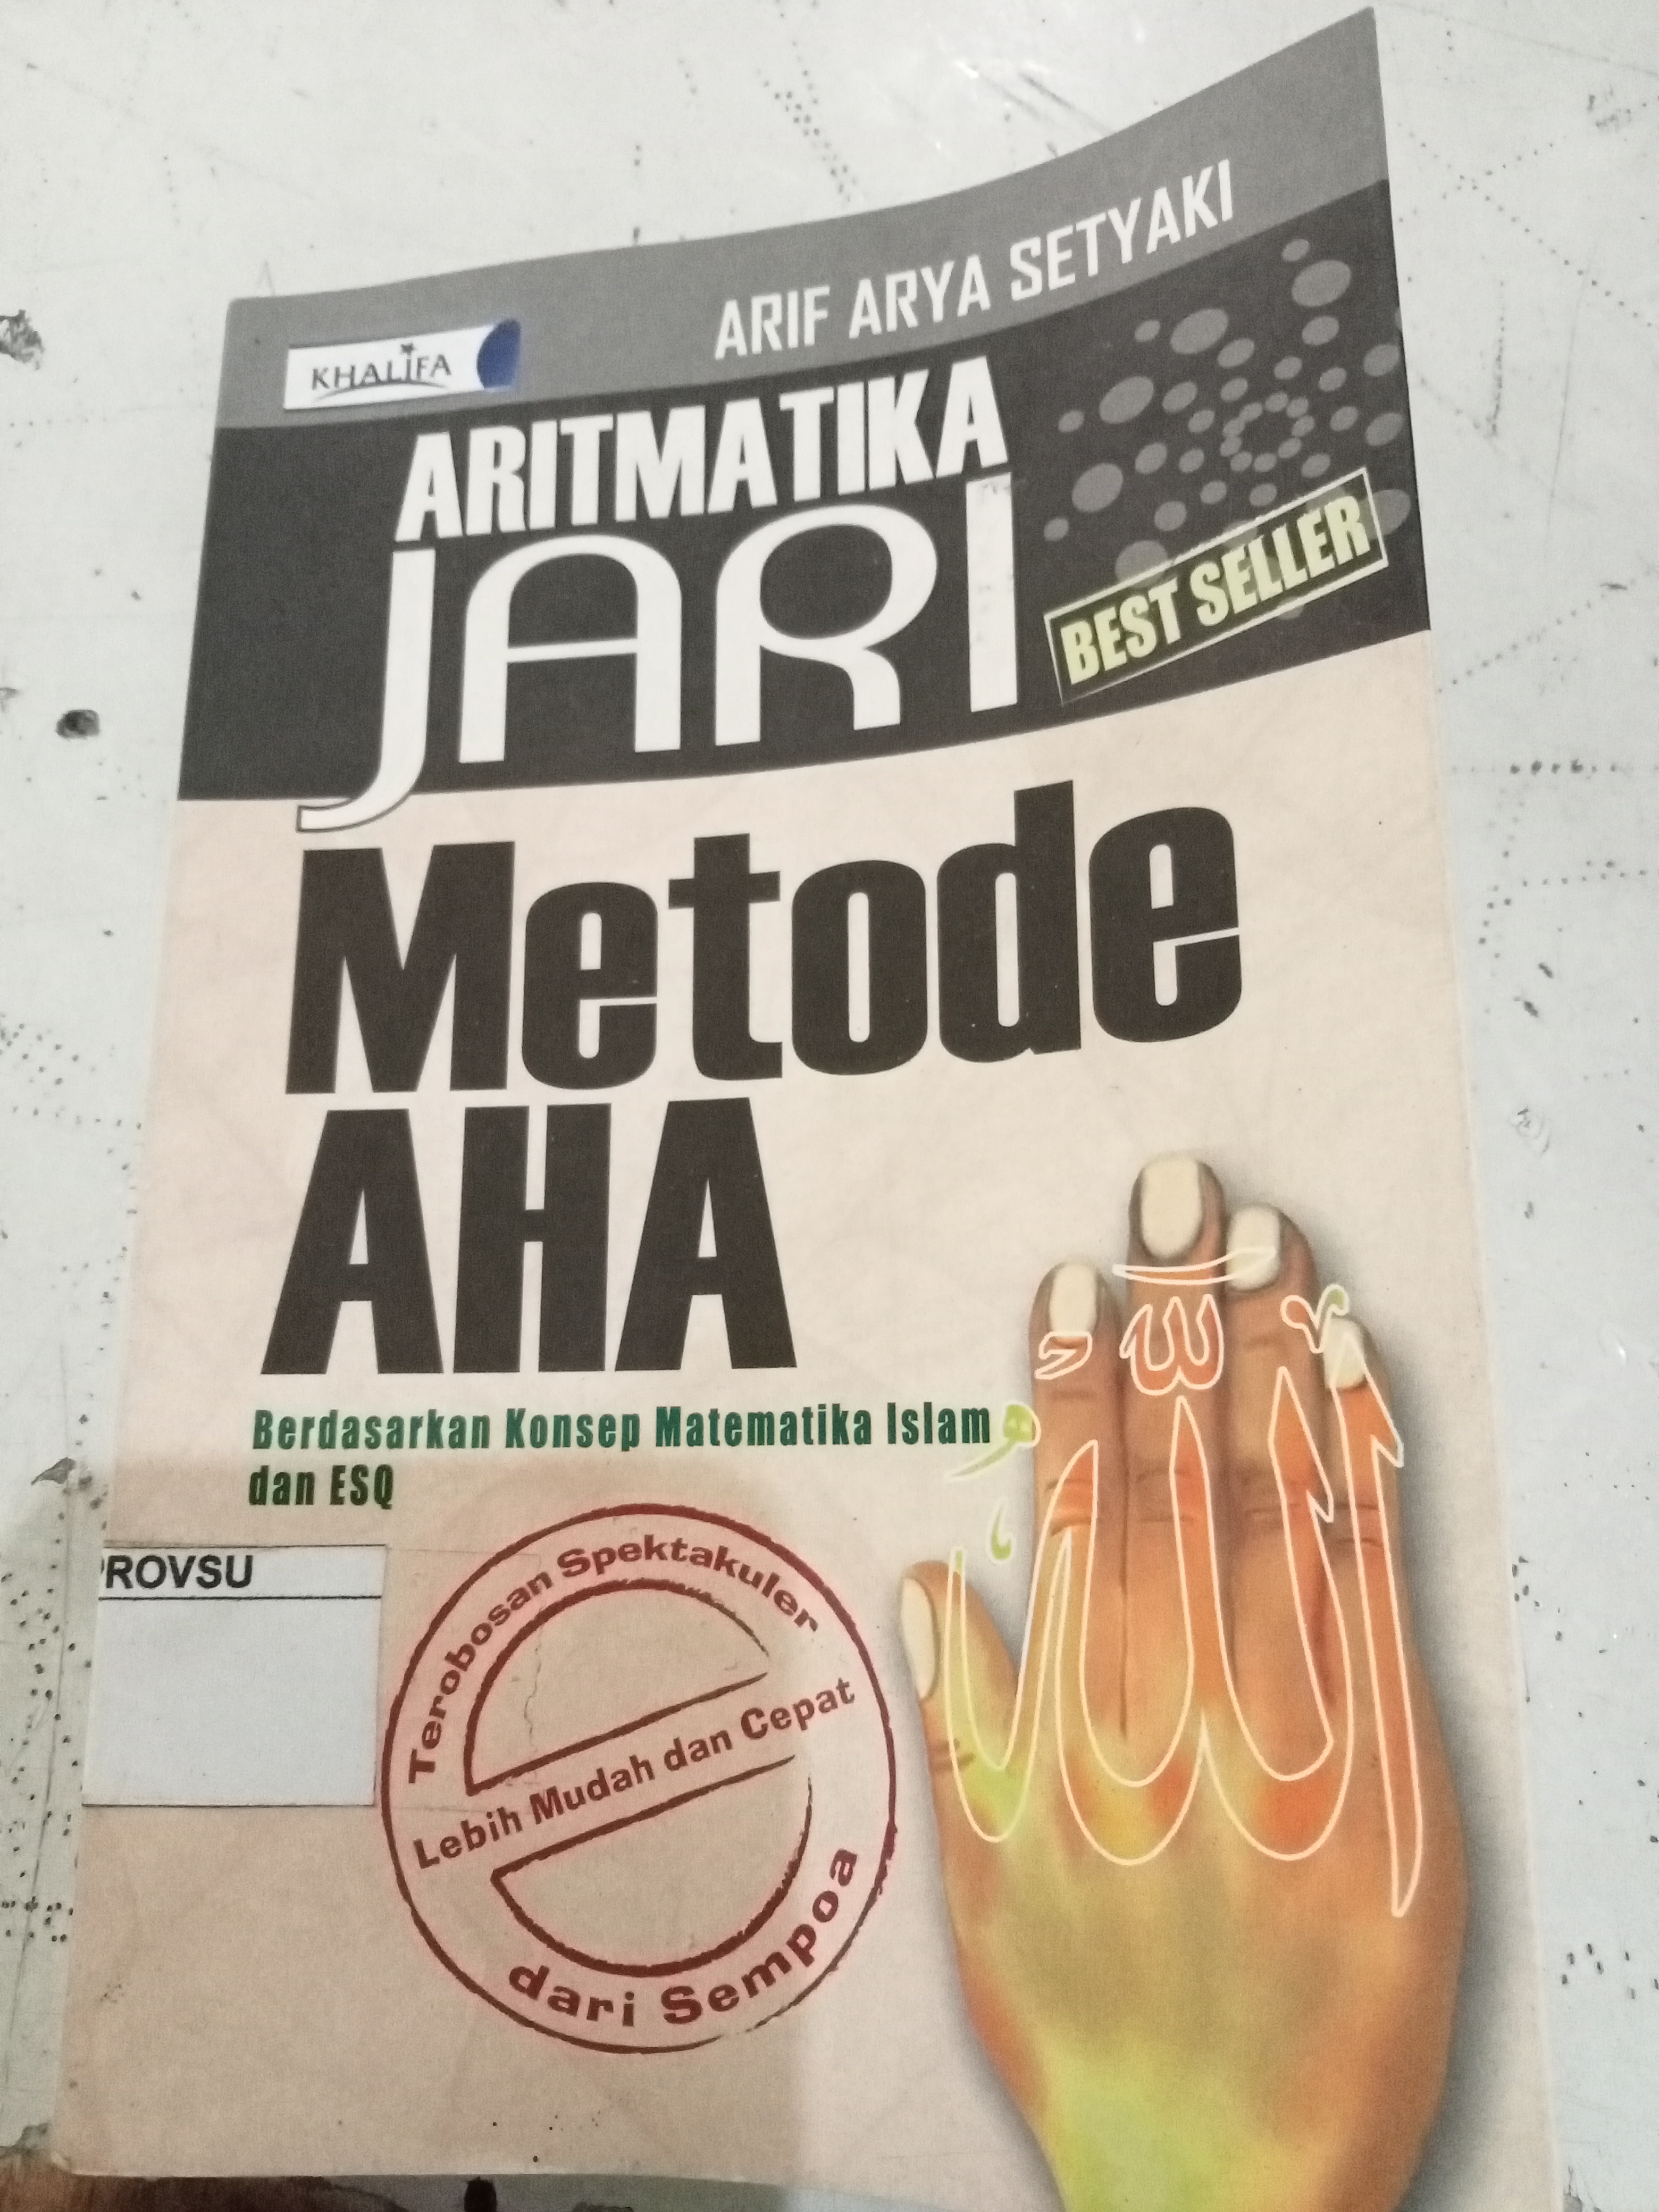 ARIF ARYA SETYAKI
KHALIFA
ARITMATIKA
JARI
BEST SELLER
Metode
AHA
Berdasarkan Konsep Matematika Islam
dan ESQ
PROVSU
Terobosan Spektakuler
Lebih Mudah dan Cepat
dari Sempoa
الله